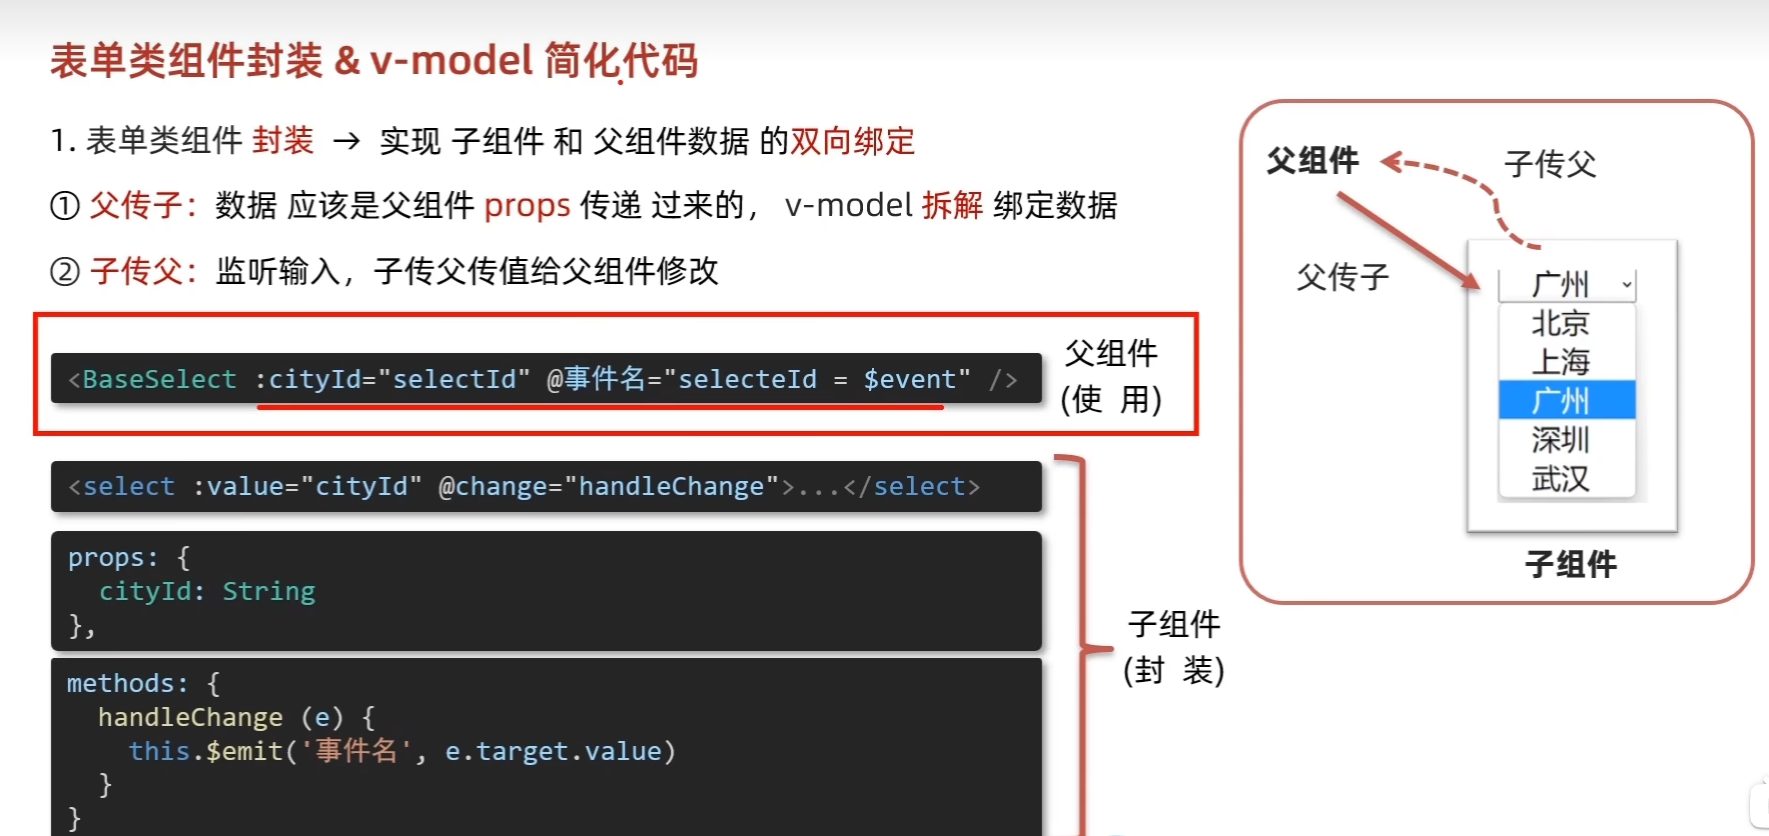 表单类组件封装 & v-model 简化代码
1. 表单类组件 封装 → 实现 子组件 和 父组件数据 的双向绑定
① 父传子：数据 应该是父组件 props 传递 过来的， v-model 拆解 绑定数据
② 子传父：监听输入，子传父传值给父组件修改
<BaseSelect :cityId="selectId" @事件名="selecteId = $event" />
父组件
(使 用)
<select :value="cityId" @change="handleChange">...</select>
props: {
  cityId: String
},
methods: {
  handleChange (e) {
    this.$emit('事件名', e.target.value)
  }
}
子组件
(封 装)
父组件
子传父
父传子
广州
北京
上海
广州
深圳
武汉
子组件